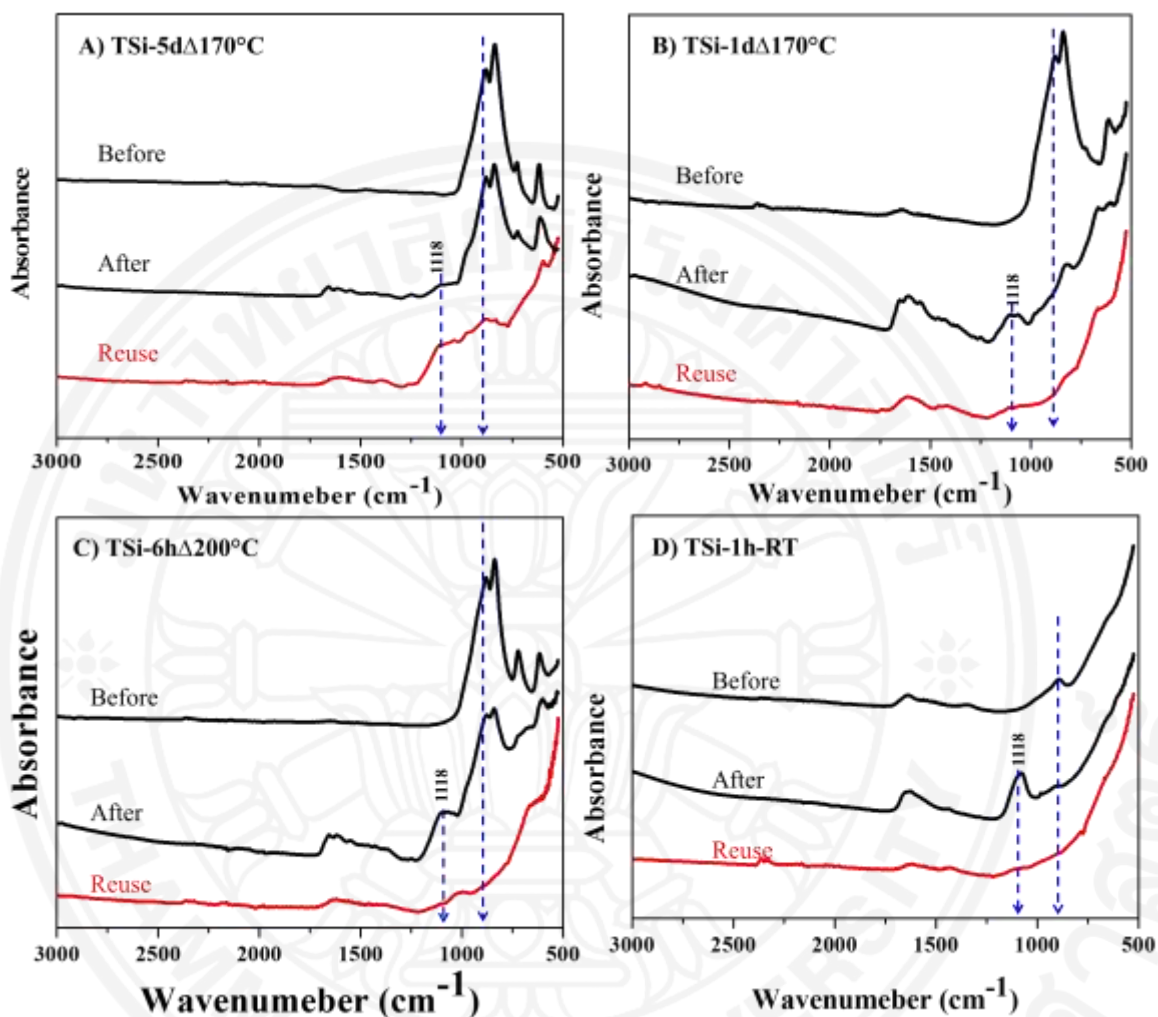 A) TSi-5dΔ170°C
Before
After
1118
Reuse
Absorbance
3000 2500 2000 1500 1000 500
Wavenumeber (cm-1)
B) TSi-1dΔ170°C
Before
After
1118
Reuse
Absorbance
3000 2500 2000 1500 1000 500
Wavenumeber (cm-1)
C) TSi-6hΔ200°C
Before
After
1118
Reuse
Absorbance
3000 2500 2000 1500 1000 500
Wavenumeber (cm-1)
D) TSi-1h-RT
Before
After
1118
Reuse
Absorbance
3000 2500 2000 1500 1000 500
Wavenumeber (cm-1)